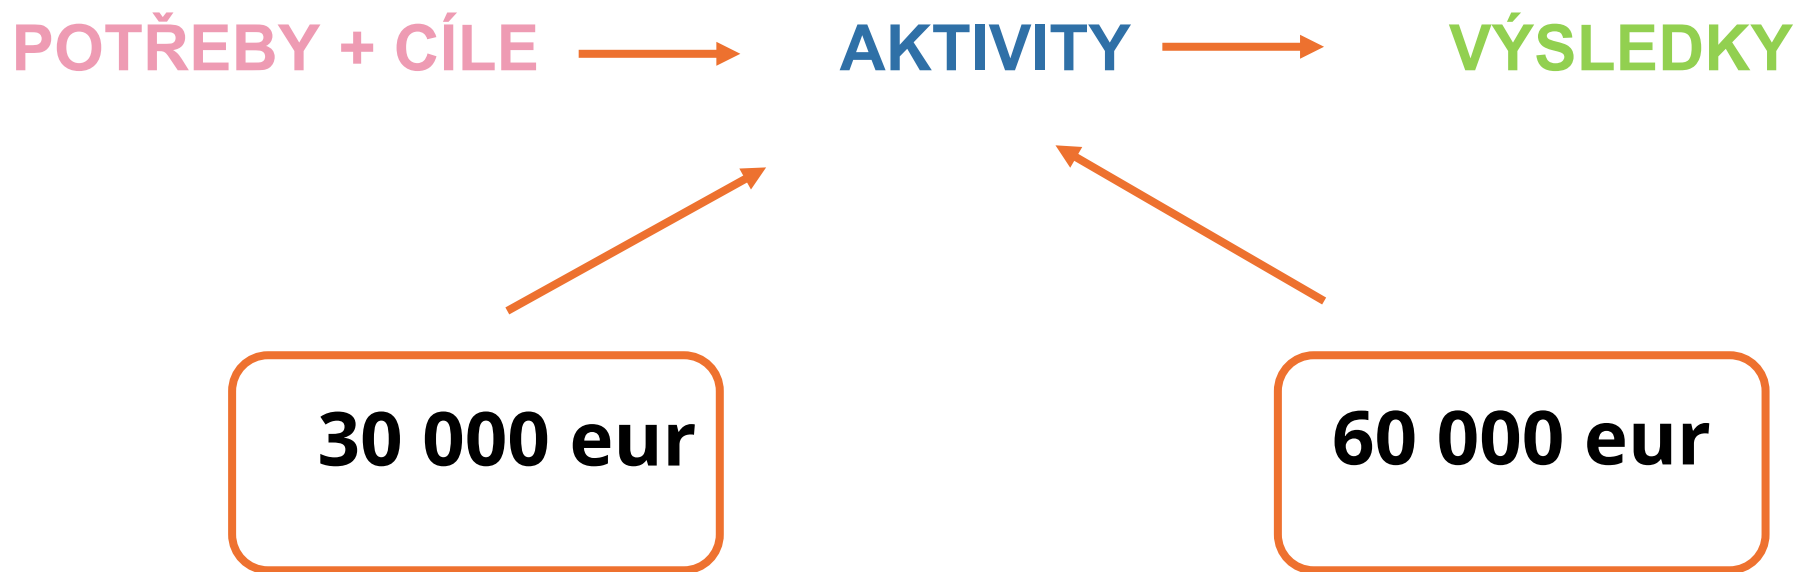 POTŘEBY + CÍLE AKTIVITY VÝSLEDKY
30 000 eur 60 000 eur